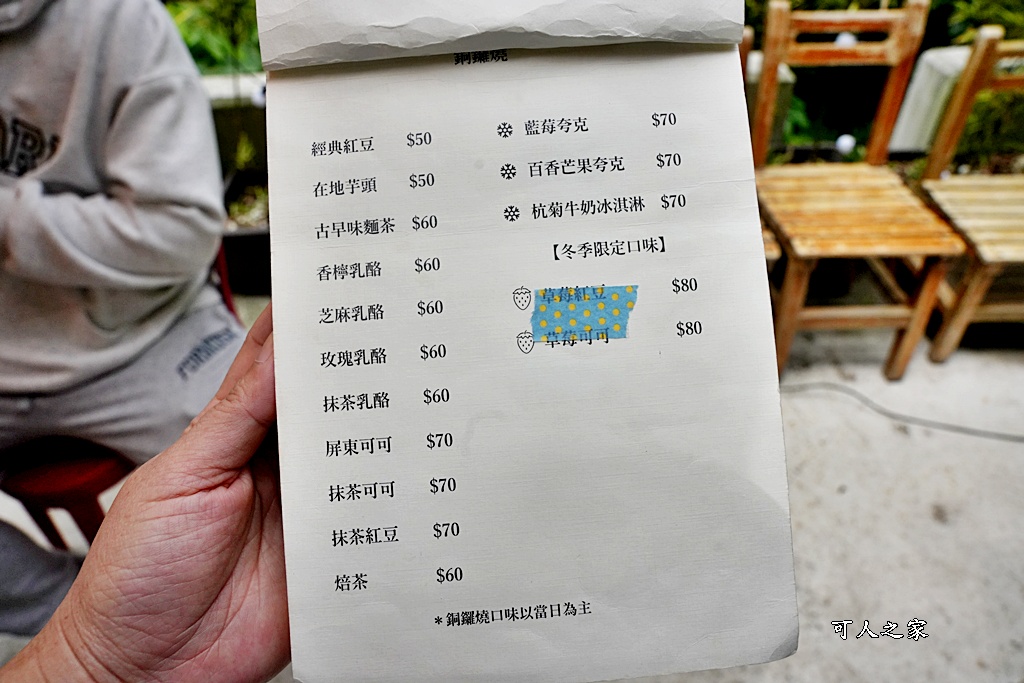 銅鑼燒
經典紅豆 $50
在地芋頭 $50
古早味麵茶 $60
香檸乳酪 $60
芝麻乳酪 $60
玫瑰乳酪 $60
抹茶乳酪 $60
屏東可可 $70
抹茶可可 $70
抹茶紅豆 $70
焙茶 $60
藍莓夸克 $70
百香芒果夸克 $70
杭菊牛奶冰淇淋 $70
【冬季限定口味】
草莓紅豆 $80
草莓可可 $80
*銅鑼燒口味以當日為主
可人之家